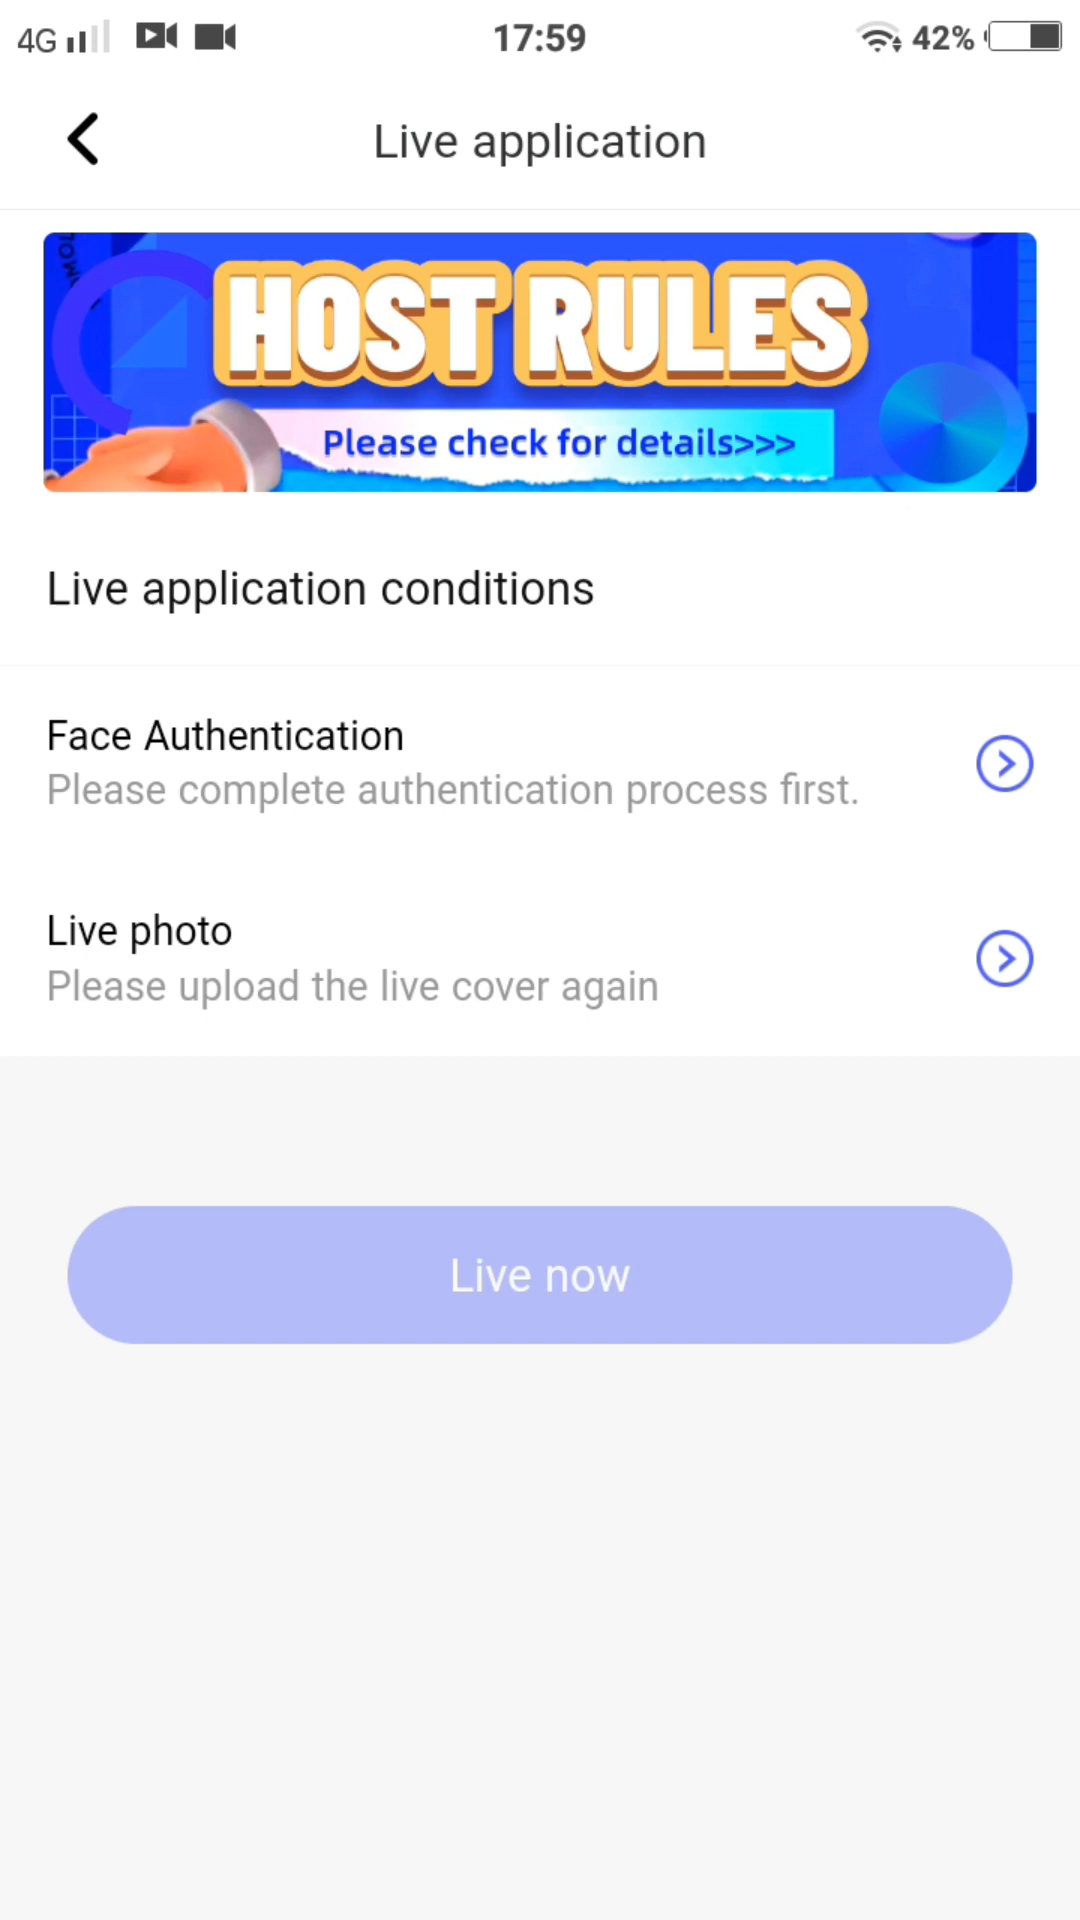 4G 17:59 42%
Live application
HOST RULES
Please check for details>>>
Live application conditions
Face Authentication
Please complete authentication process first.
Live photo
Please upload the live cover again
Live now